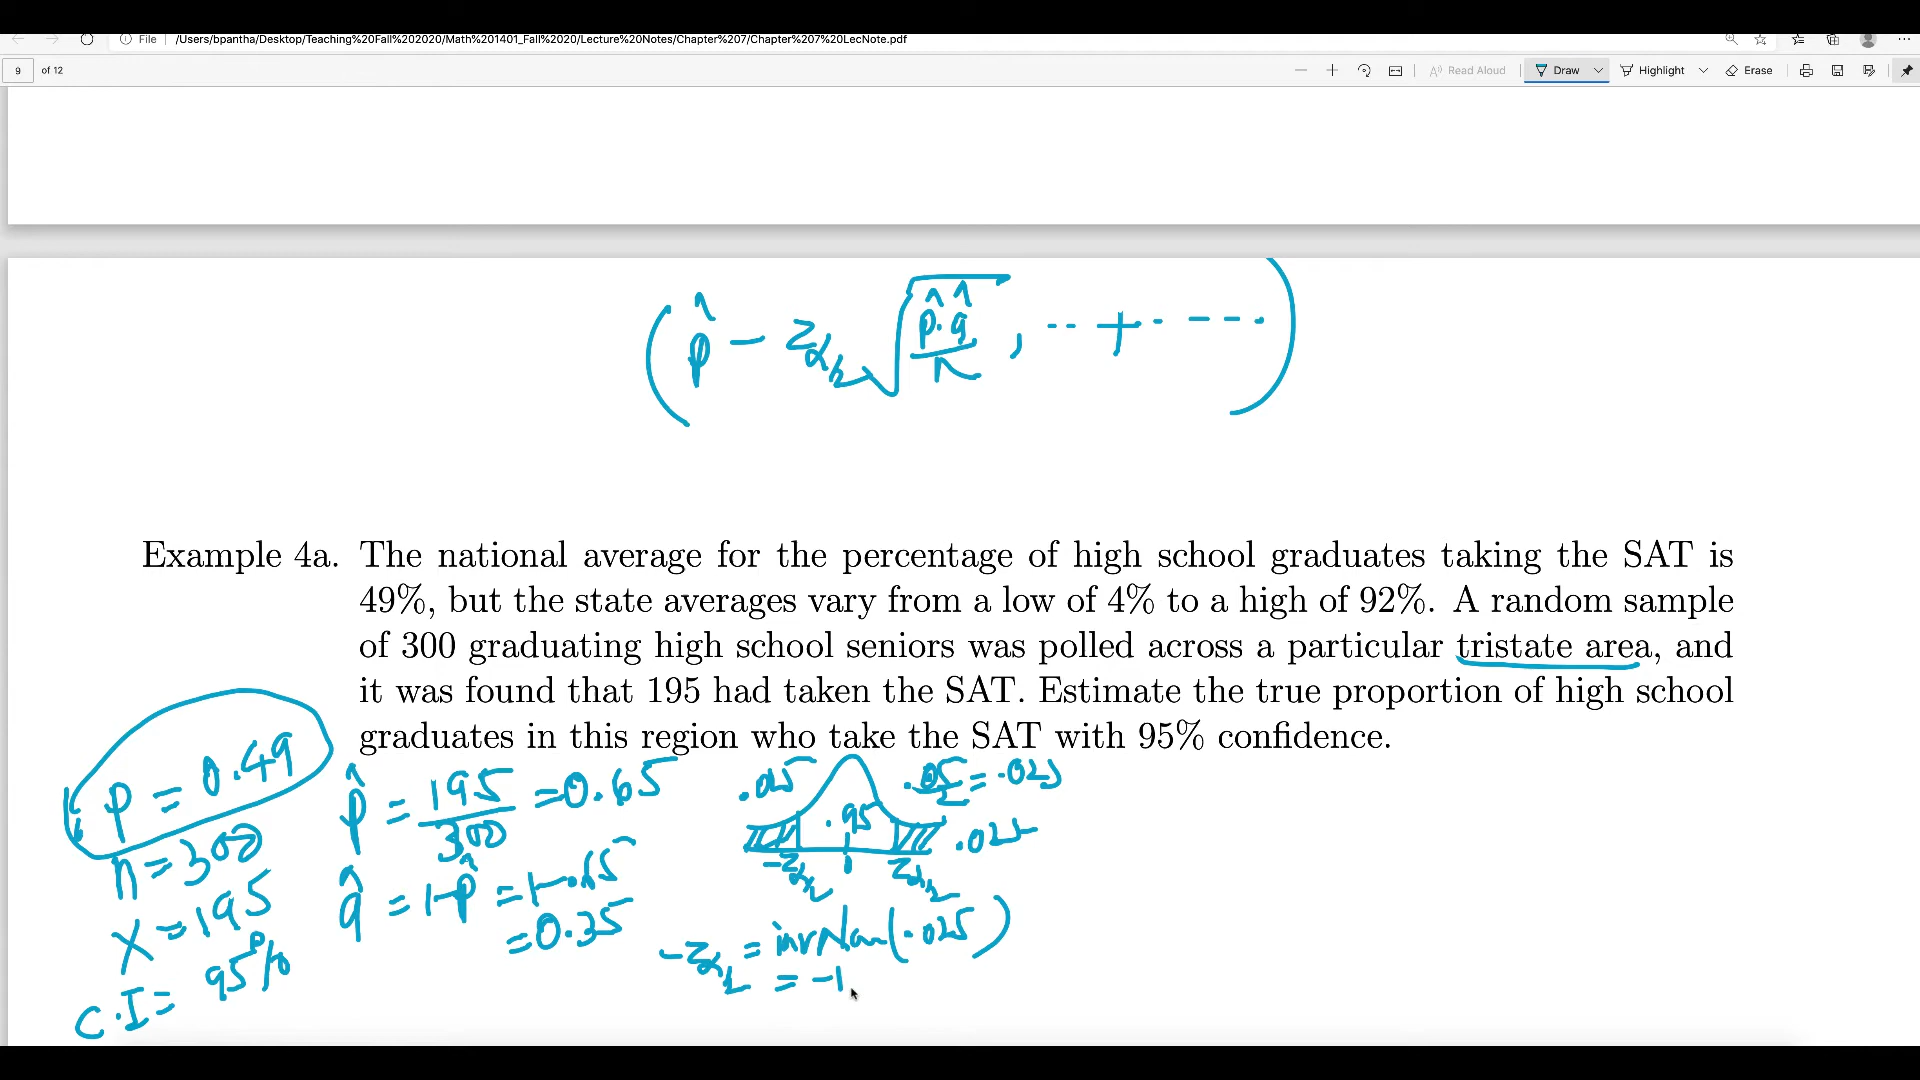 File /Users/bpantha/Desktop/Teaching%20Fall%202020/Math%201401_Fall%2020/Lecture%20Notes/Chapter%207/Chapter%207%20LecNote.pdf
9 of 12
Read Aloud Draw Highlight Erase
(p̂ − z_α/2 √(p̂·q̂/n), ·· + · – – – ·)
Example 4a. The national average for the percentage of high school graduates taking the SAT is
49%, but the state averages vary from a low of 4% to a high of 92%. A random sample
of 300 graduating high school seniors was polled across a particular tristate area, and
it was found that 195 had taken the SAT. Estimate the true proportion of high school
graduates in this region who take the SAT with 95% confidence.
p = 0.49
n = 300
X = 195
C.I = 95%
p̂ = 195/300 = 0.65
q̂ = 1-p̂ = 1-.65
= 0.35
.025 .05/2 = .025
.95
.025
-z_α/2 0 z_α/2
-z_α/2 = invNorm(.025)
= -1